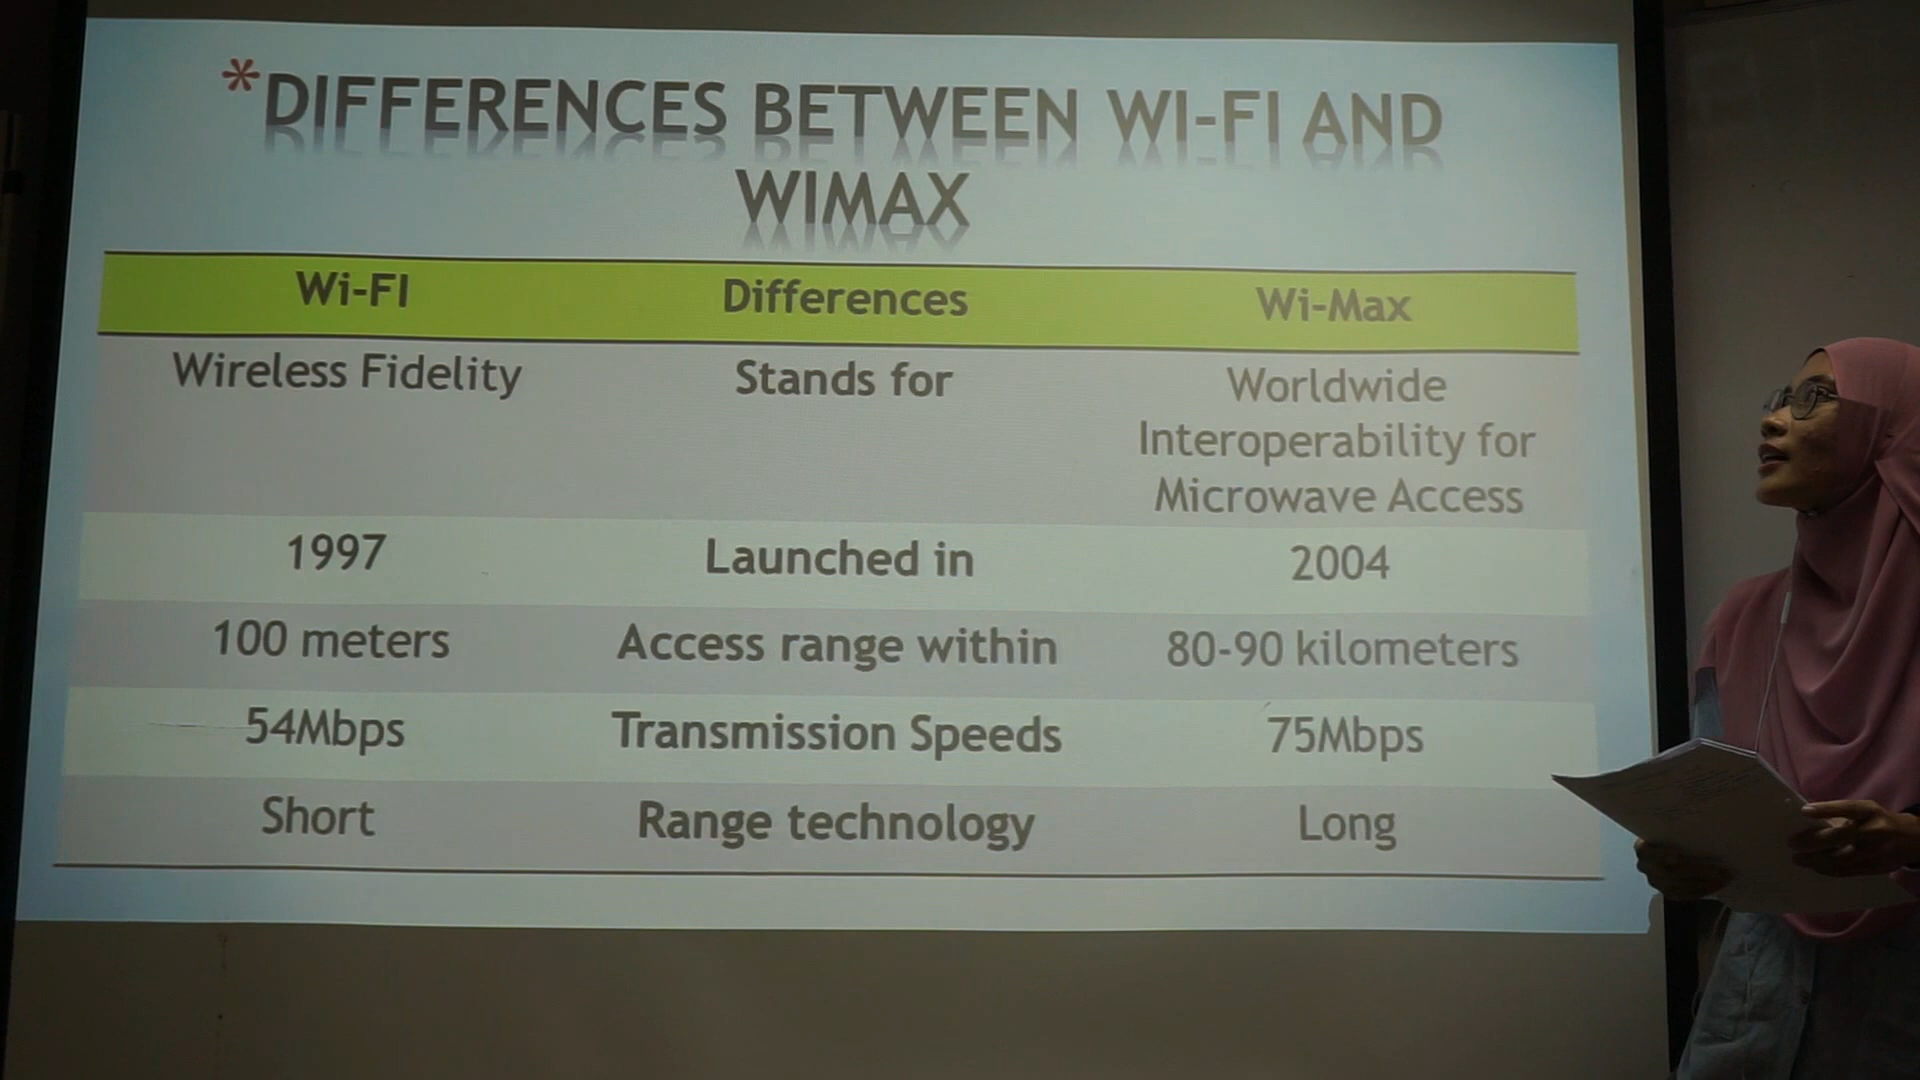 *DIFFERENCES BETWEEN WI-FI AND
WIMAX
Wi-FI Differences Wi-Max
Wireless Fidelity Stands for Worldwide
Interoperability for
Microwave Access
1997 Launched in 2004
100 meters Access range within 80-90 kilometers
54Mbps Transmission Speeds 75Mbps
Short Range technology Long